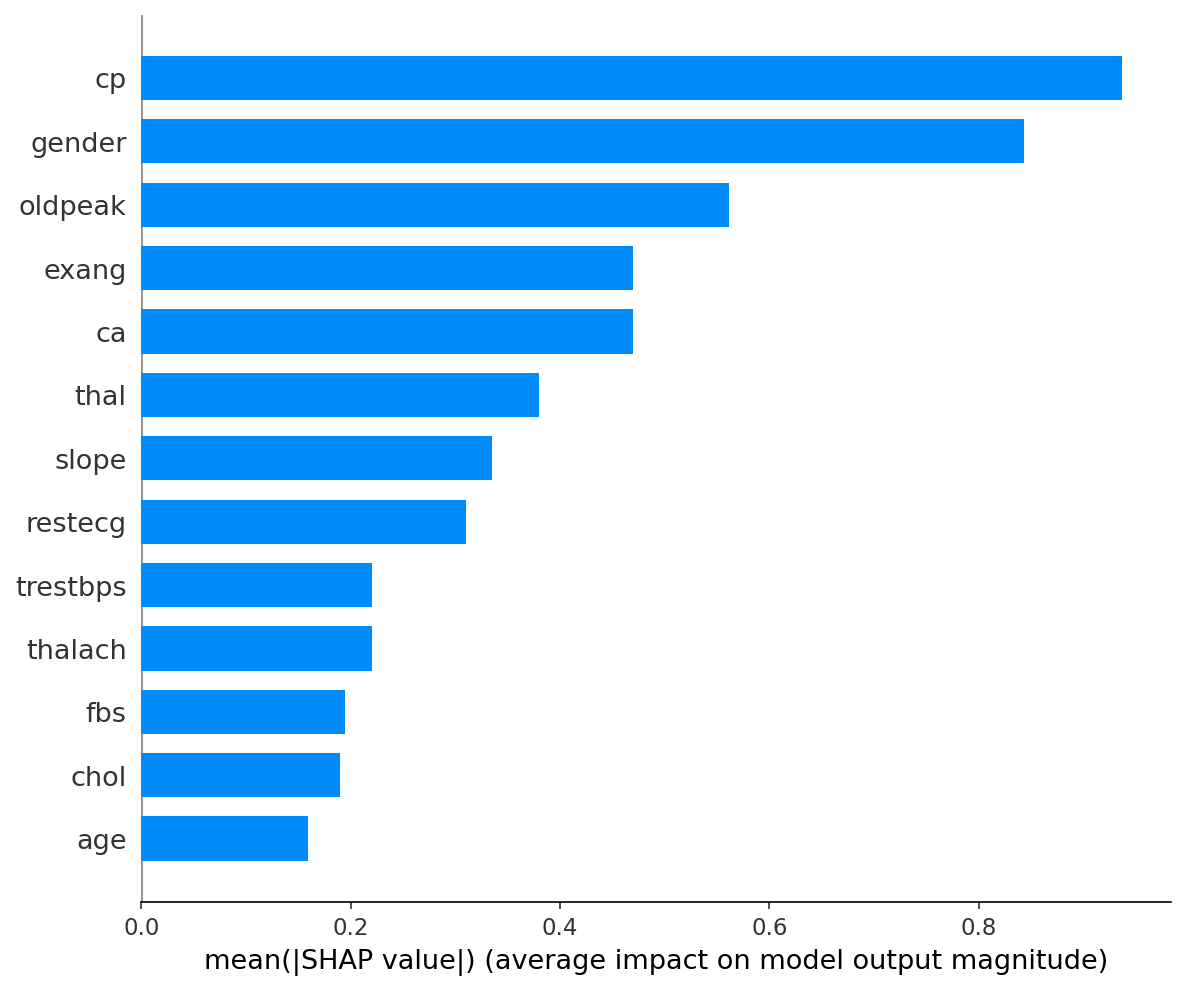 cp
gender
oldpeak
exang
ca
thal
slope
restecg
trestbps
thalach
fbs
chol
age
0.0 0.2 0.4 0.6 0.8
mean(|SHAP value|) (average impact on model output magnitude)